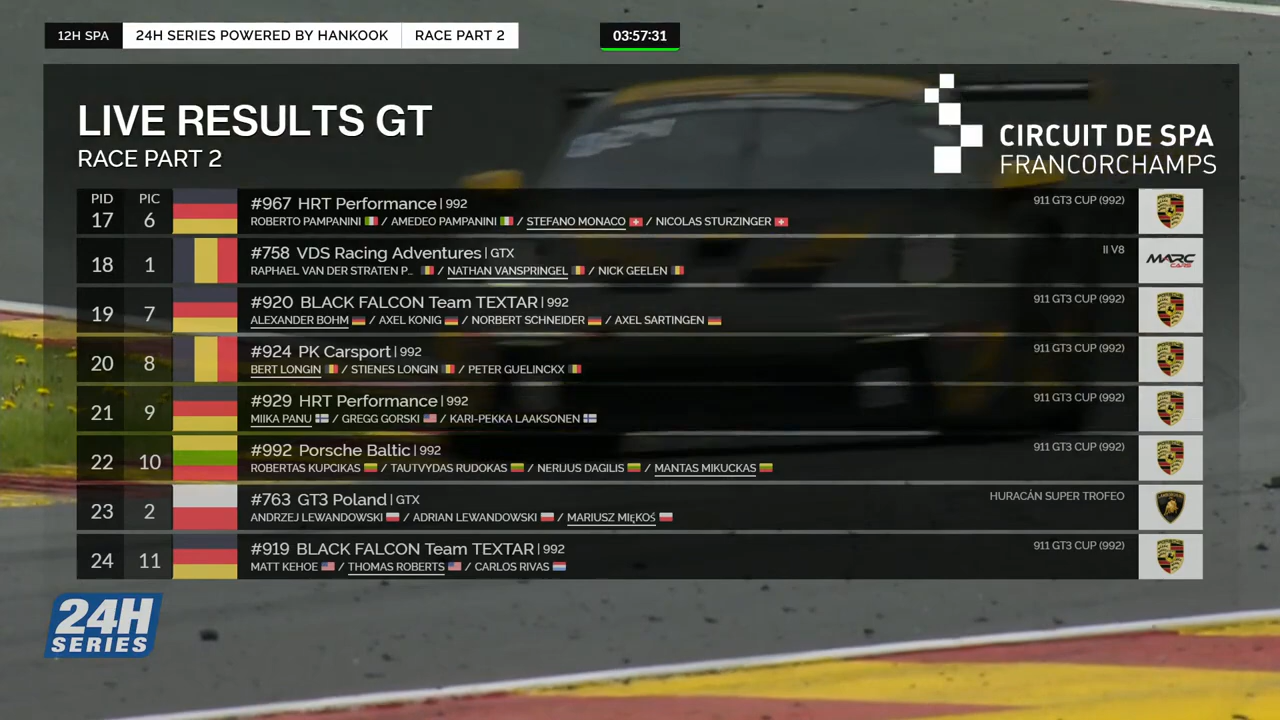 12H SPA 24H SERIES POWERED BY HANKOOK RACE PART 2 03:57:31
LIVE RESULTS GT
RACE PART 2
CIRCUIT DE SPA
FRANCORCHAMPS
PID PIC
17 6 #967 HRT Performance | 992 911 GT3 CUP (992)
ROBERTO PAMPANINI / AMEDEO PAMPANINI / STEFANO MONACO / NICOLAS STURZINGER
18 1 #758 VDS Racing Adventures | GTX II V8 MARC CARS
RAPHAEL VAN DER STRATEN P... / NATHAN VANSPRINGEL / NICK GEELEN
19 7 #920 BLACK FALCON Team TEXTAR | 992 911 GT3 CUP (992)
ALEXANDER BOHM / AXEL KONIG / NORBERT SCHNEIDER / AXEL SARTINGEN
20 8 #924 PK Carsport | 992 911 GT3 CUP (992)
BERT LONGIN / STIENES LONGIN / PETER GUELINCKX
21 9 #929 HRT Performance | 992 911 GT3 CUP (992)
MIIKA PANU / GREGG GORSKI / KARI-PEKKA LAAKSONEN
22 10 #992 Porsche Baltic | 992 911 GT3 CUP (992)
ROBERTAS KUPCIKAS / TAUTVYDAS RUDOKAS / NERIJUS DAGILIS / MANTAS MIKUCKAS
23 2 #763 GT3 Poland | GTX HURACÁN SUPER TROFEO
ANDRZEJ LEWANDOWSKI / ADRIAN LEWANDOWSKI / MARIUSZ MIęKOś
24 11 #919 BLACK FALCON Team TEXTAR | 992 911 GT3 CUP (992)
MATT KEHOE / THOMAS ROBERTS / CARLOS RIVAS
24H
SERIES